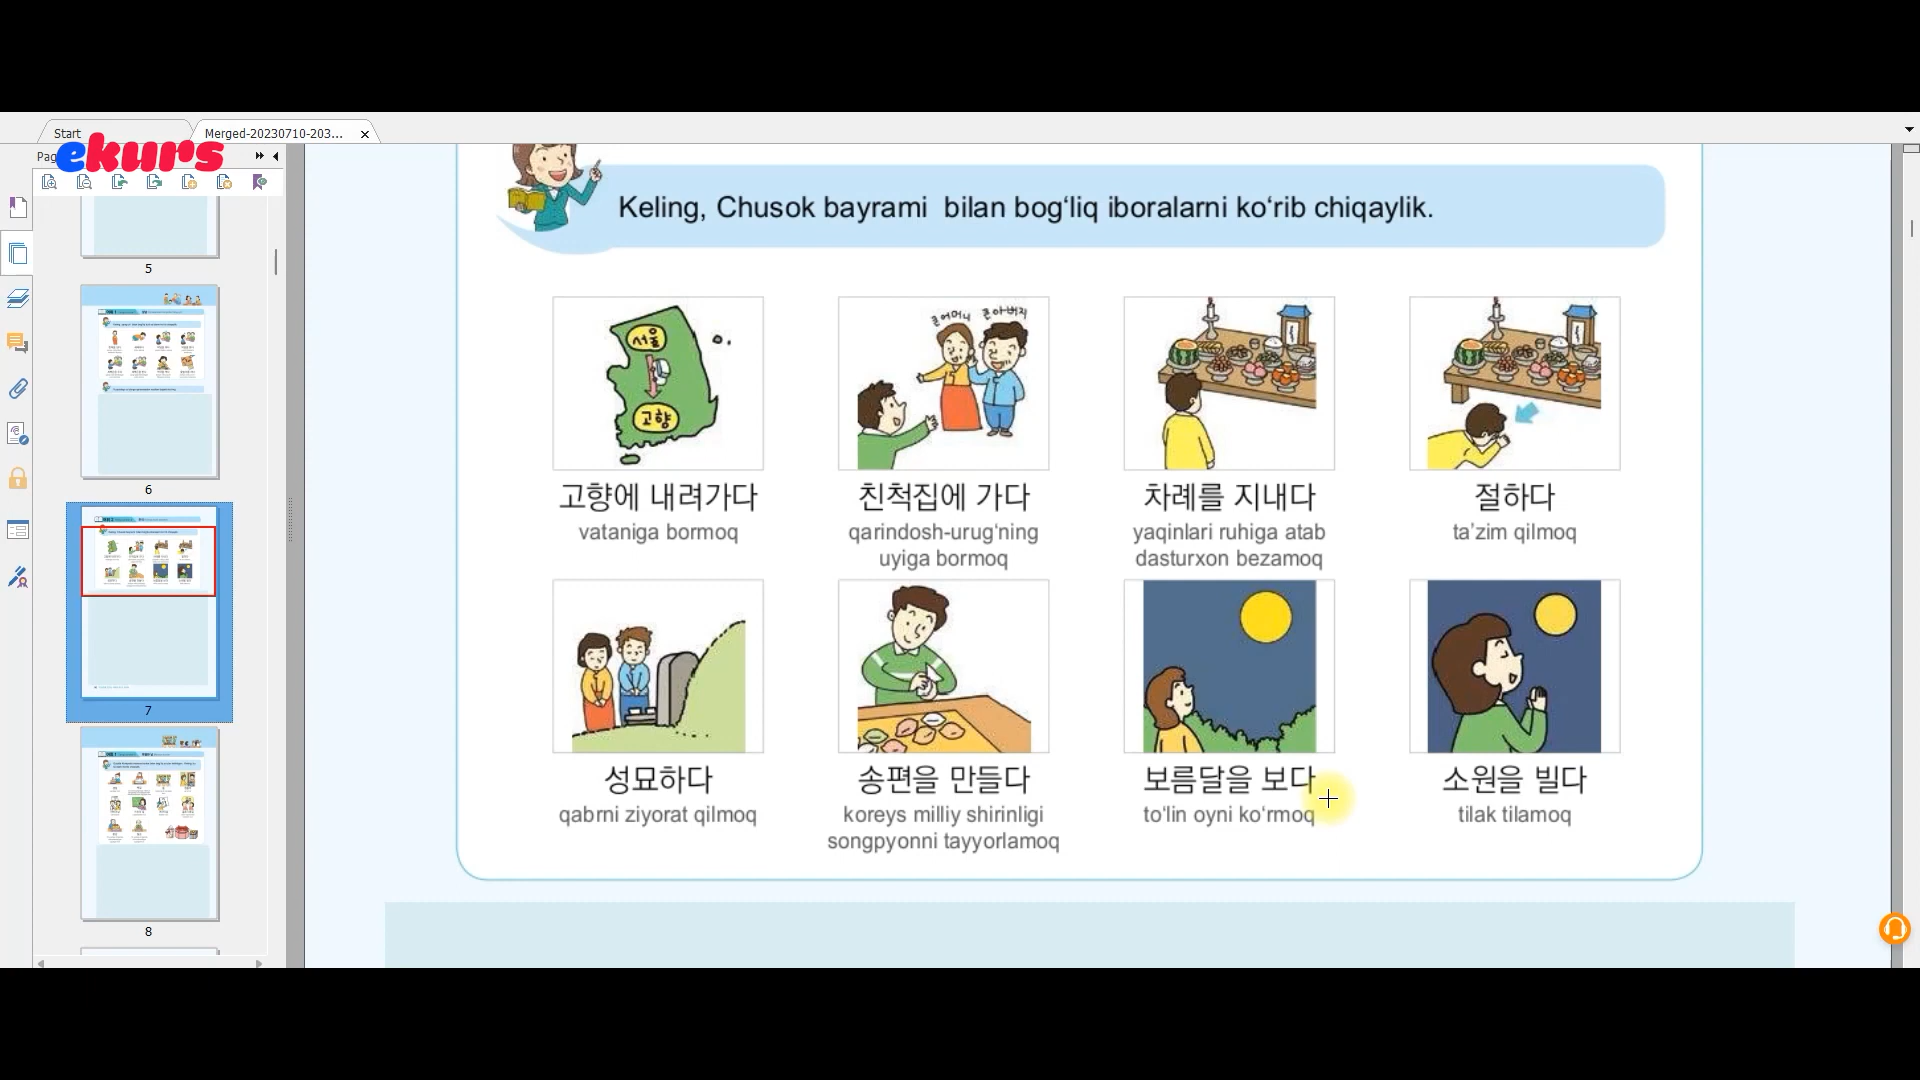 Start
Merged-20230710-203...
Pag
ekurs
5
6
7
8
Keling, Chusok bayrami bilan bog‘liq iboralarni ko‘rib chiqaylik.
서울
고향
큰어머니 큰아버지
고향에 내려가다
vataniga bormoq
친척집에 가다
qarindosh-urug‘ning
uyiga bormoq
차례를 지내다
yaqinlari ruhiga atab
dasturxon bezamoq
절하다
ta’zim qilmoq
성묘하다
qabrni ziyorat qilmoq
송편을 만들다
koreys milliy shirinligi
songpyonni tayyorlamoq
보름달을 보다
to‘lin oyni ko‘rmoq
소원을 빌다
tilak tilamoq